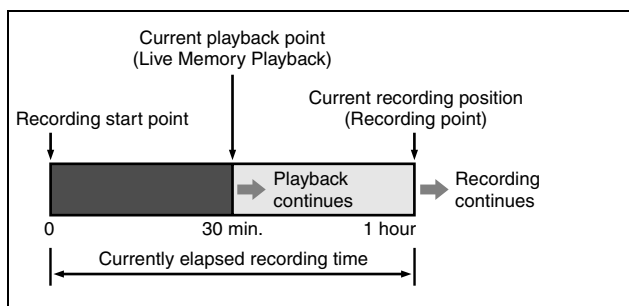 Current playback point
(Live Memory Playback)
Current recording position
(Recording point)
Recording start point
Playback
continues
Recording
continues
0
30 min.
1 hour
Currently elapsed recording time